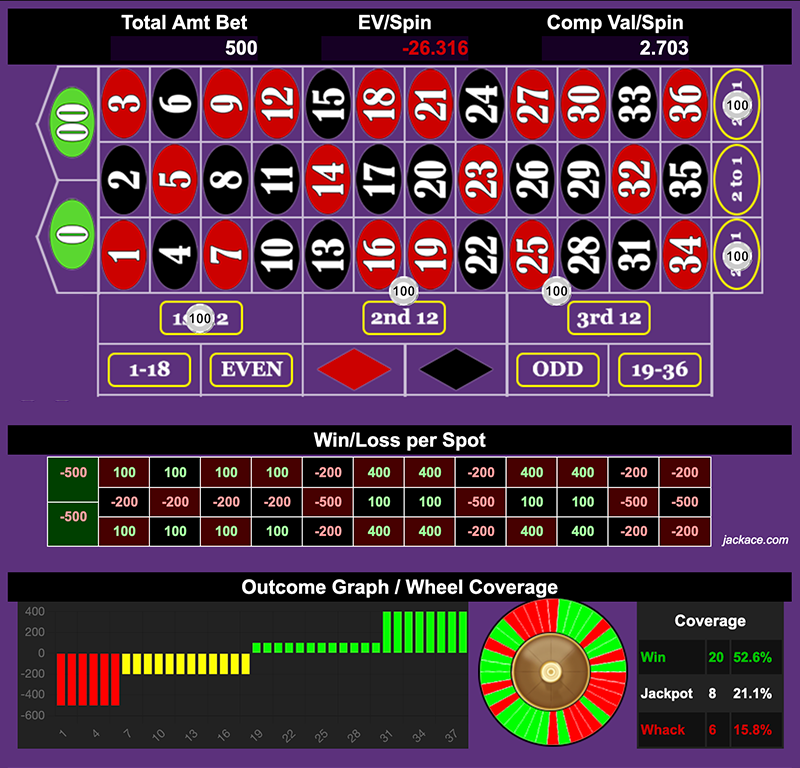 Total Amt Bet EV/Spin Comp Val/Spin
500 -26.316 2.703
00 3 6 9 12 15 18 21 24 27 30 33 36 100
2 5 8 11 14 17 20 23 26 29 32 35 2 to 1
0 1 4 7 10 13 16 19 22 25 28 31 34 100
100 100
100 2nd 12 3rd 12
1-18 EVEN ODD 19-36
Win/Loss per Spot
-500 100 100 100 100 -200 400 400 -200 400 400 -200 -200
-200 -200 -200 -200 -500 100 100 -500 100 100 -500 -500
-500 100 100 100 100 -200 400 400 -200 400 400 -200 -200
jackace.com
Outcome Graph / Wheel Coverage
400
200
0
-200
-400
-600
1 4 7 10 13 16 19 22 25 28 31 34 37
Coverage
Win 20 52.6%
Jackpot 8 21.1%
Whack 6 15.8%